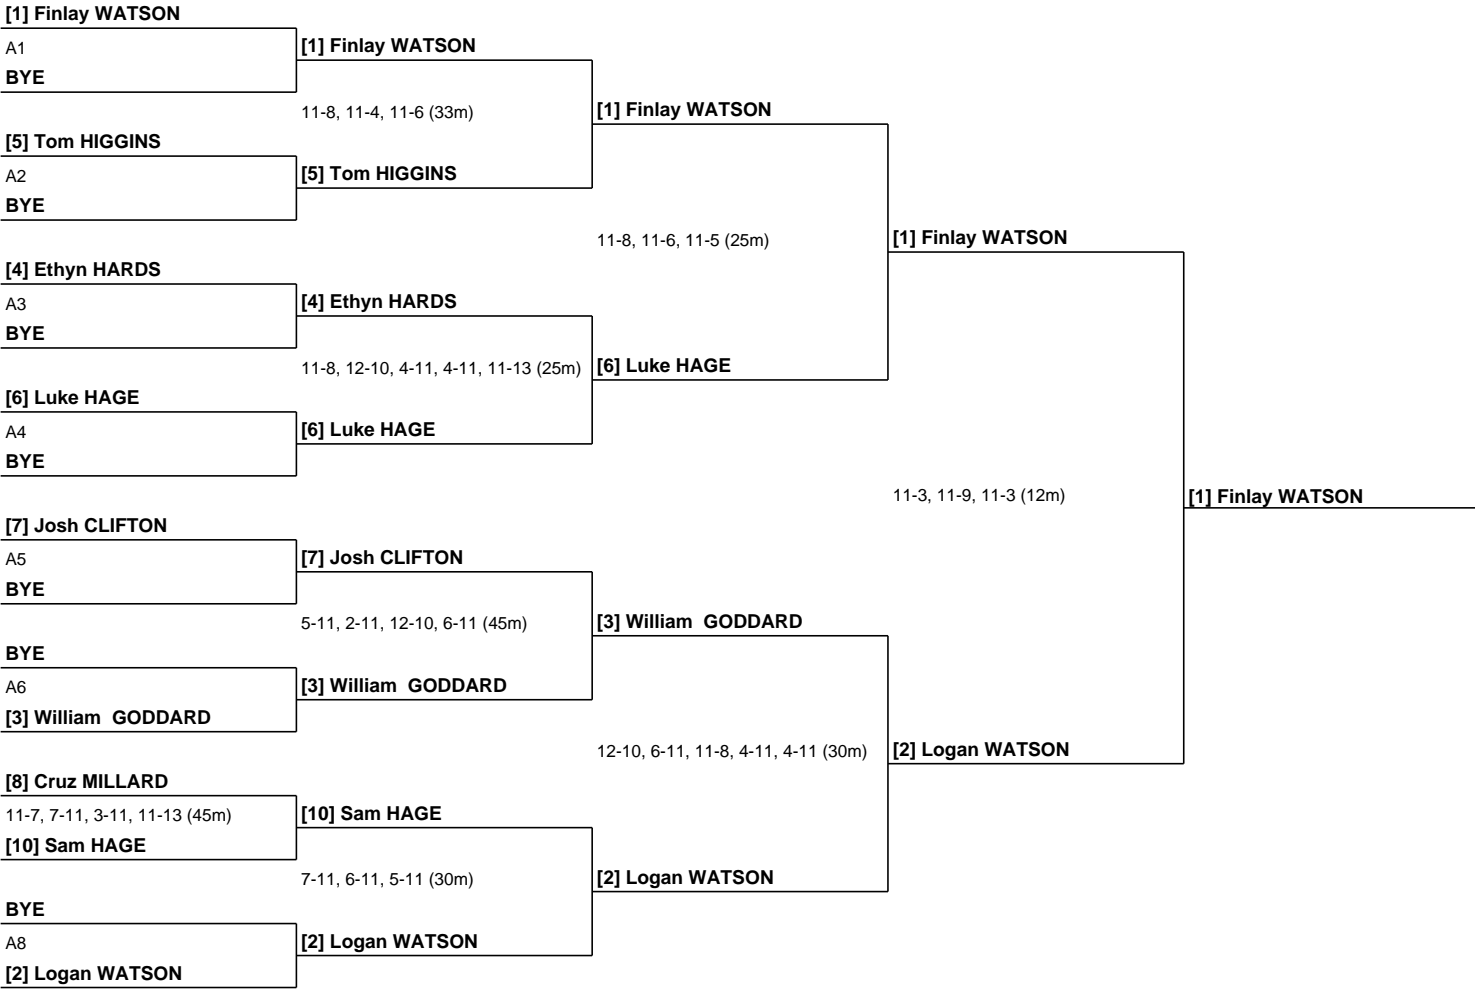 [1] Finlay WATSON
A1
BYE
[5] Tom HIGGINS
A2
BYE
[4] Ethyn HARDS
A3
BYE
[6] Luke HAGE
A4
BYE
[7] Josh CLIFTON
A5
BYE
BYE
A6
[3] William  GODDARD
[8] Cruz MILLARD
11-7, 7-11, 3-11, 11-13 (45m)
[10] Sam HAGE
BYE
A8
[2] Logan WATSON
[1] Finlay WATSON
11-8, 11-4, 11-6 (33m)
[5] Tom HIGGINS
[4] Ethyn HARDS
11-8, 12-10, 4-11, 4-11, 11-13 (25m)
[6] Luke HAGE
[7] Josh CLIFTON
5-11, 2-11, 12-10, 6-11 (45m)
[3] William  GODDARD
[10] Sam HAGE
7-11, 6-11, 5-11 (30m)
[2] Logan WATSON
[1] Finlay WATSON
11-8, 11-6, 11-5 (25m)
[6] Luke HAGE
[3] William  GODDARD
12-10, 6-11, 11-8, 4-11, 4-11 (30m)
[2] Logan WATSON
[1] Finlay WATSON
11-3, 11-9, 11-3 (12m)
[2] Logan WATSON
[1] Finlay WATSON